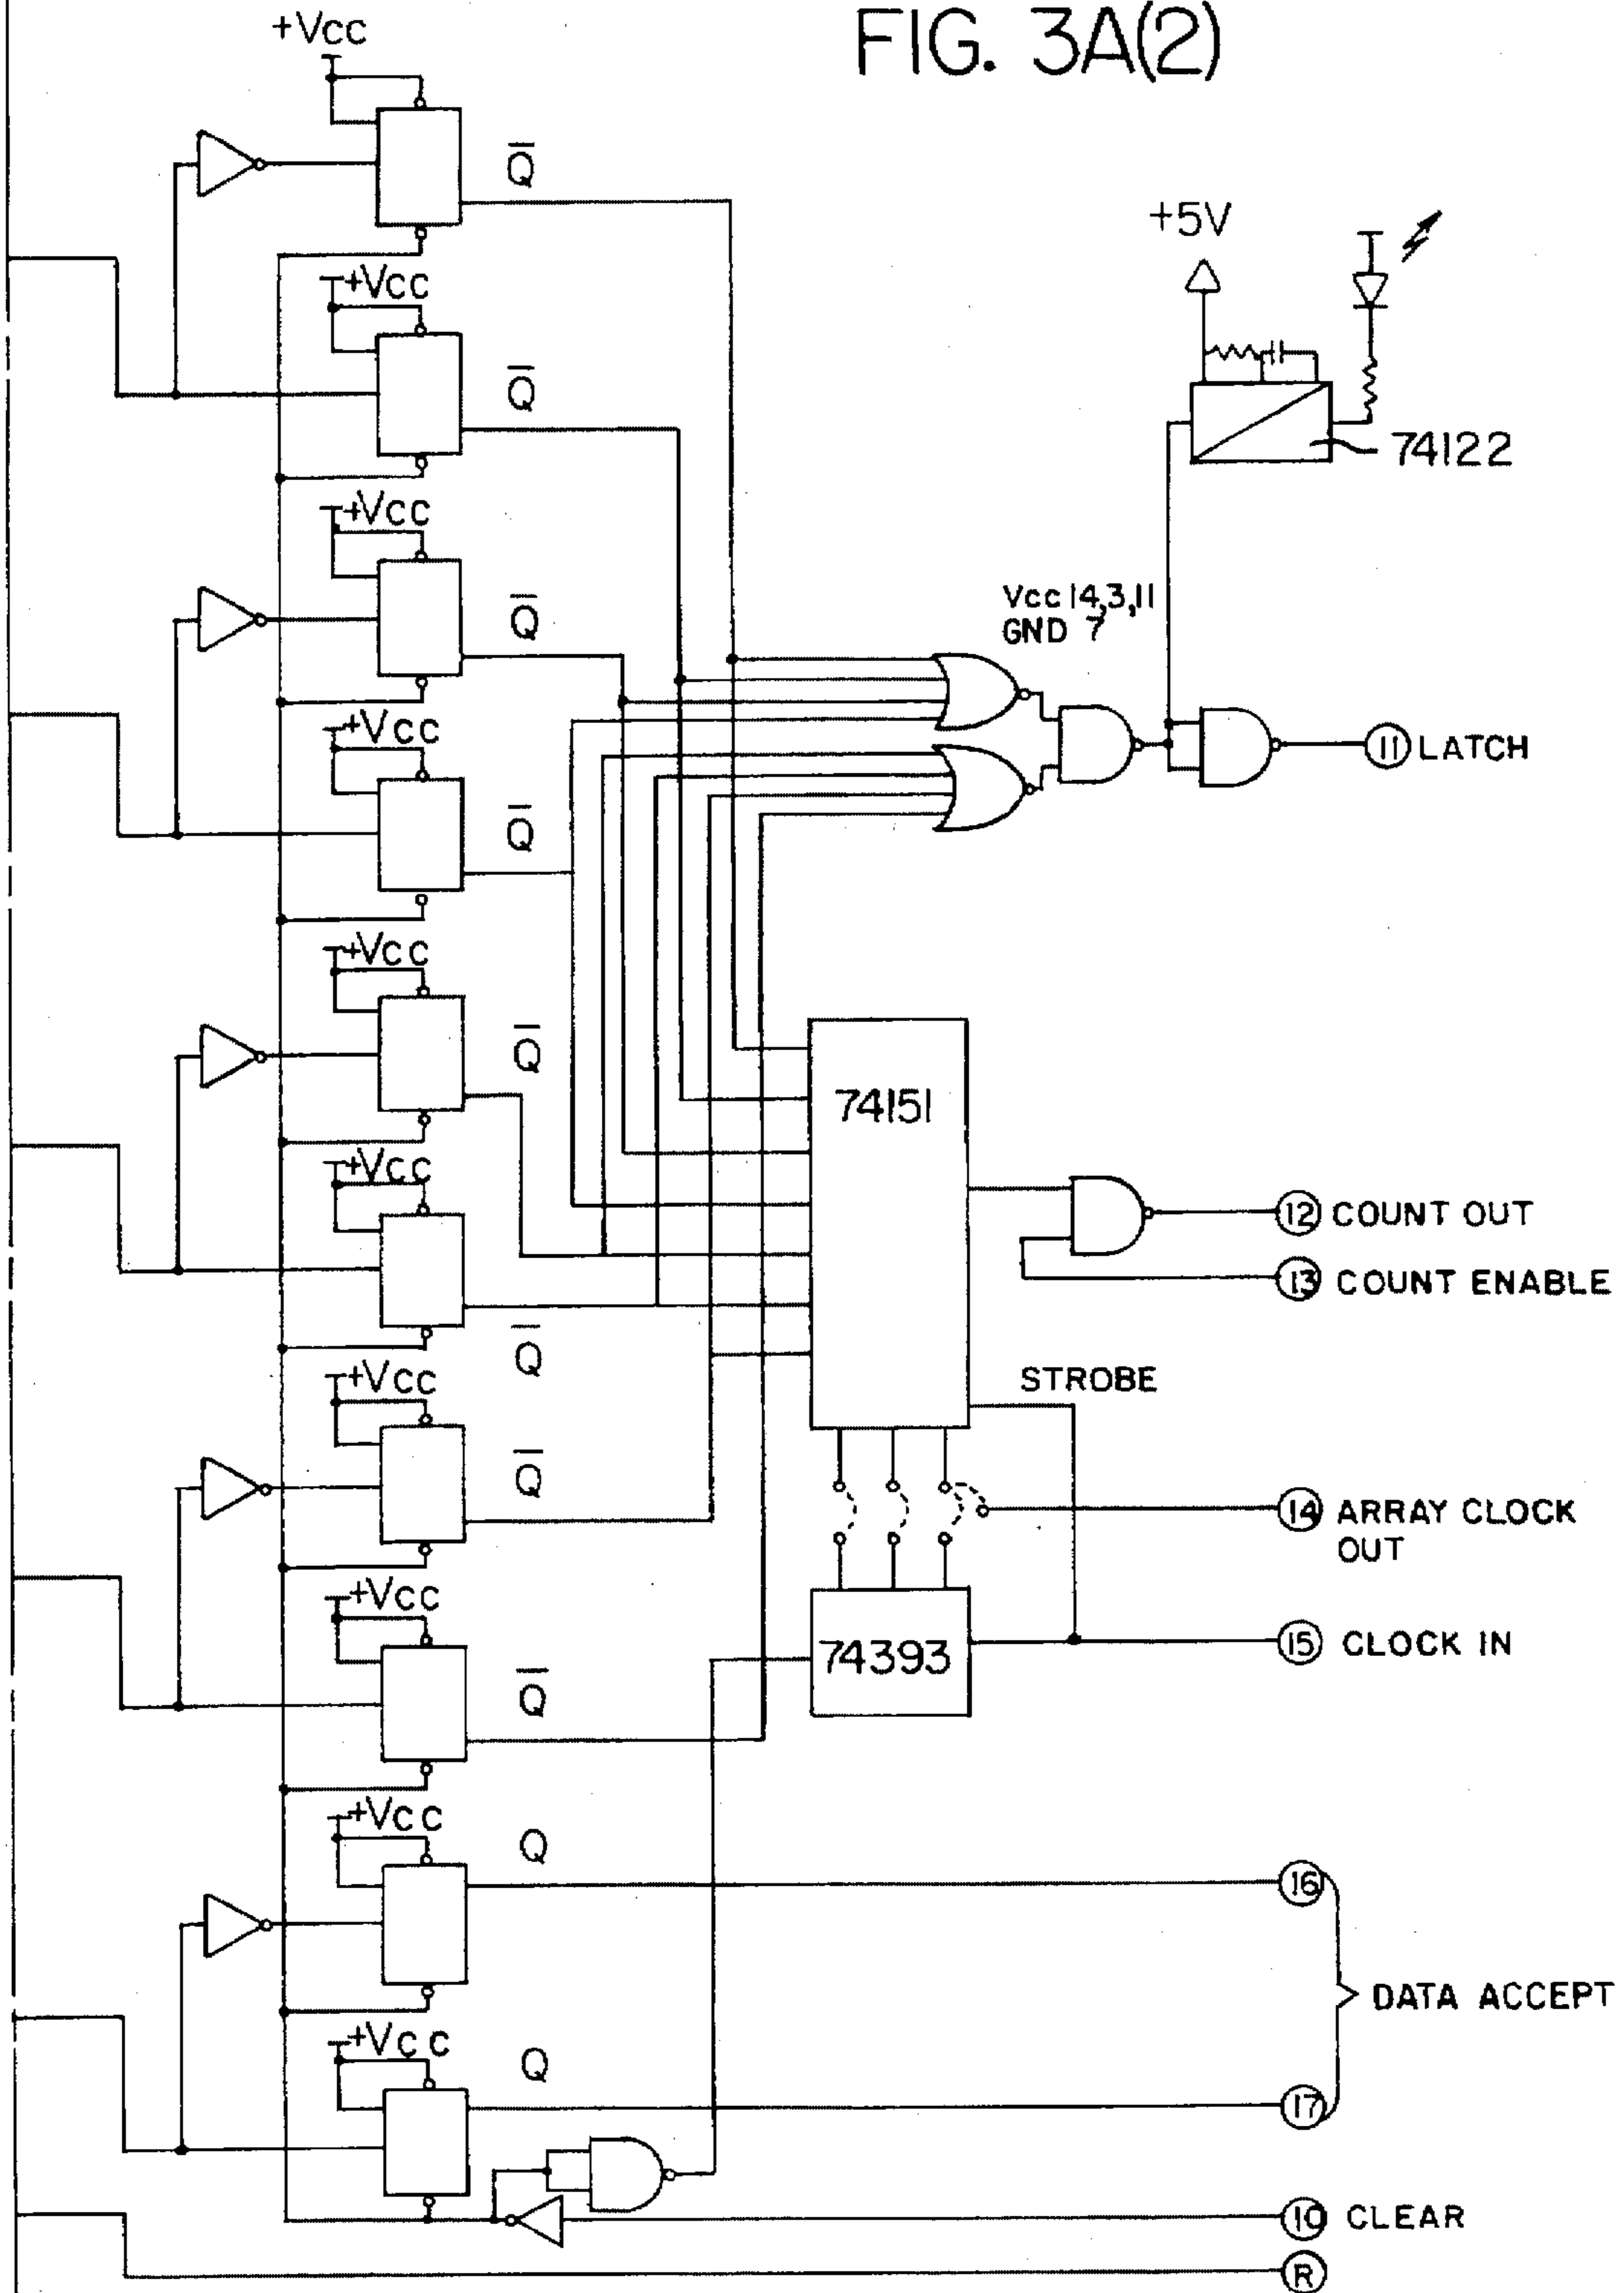 FIG. 3A(2)
+Vcc
Q̅
+5V
+Vcc
Q̅
74122
+Vcc
Q̅
Vcc 14,3,11
GND 7
+Vcc
Q̅
11 LATCH
+Vcc
Q̅
74151
+Vcc
Q̅
12 COUNT OUT
13 COUNT ENABLE
STROBE
+Vcc
Q̅
14 ARRAY CLOCK
OUT
+Vcc
Q̅
74393
15 CLOCK IN
+Vcc
Q
16
DATA ACCEPT
+Vcc
Q
17
10 CLEAR
R